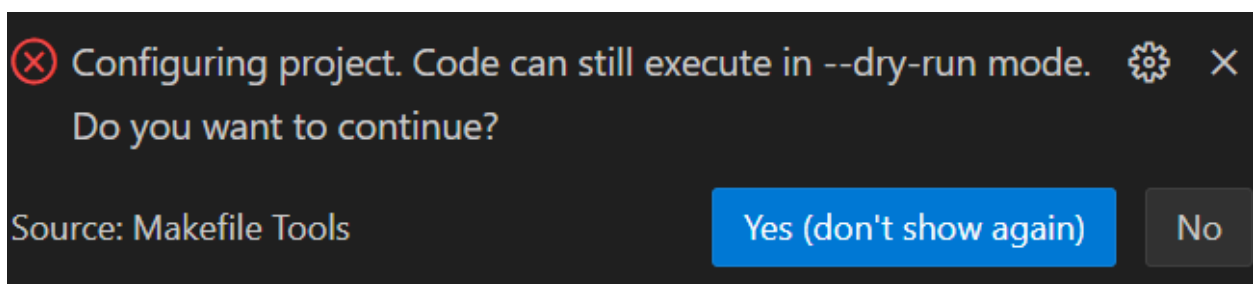 Configuring project. Code can still execute in --dry-run mode.
Do you want to continue?
Source: Makefile Tools
Yes (don't show again)
No